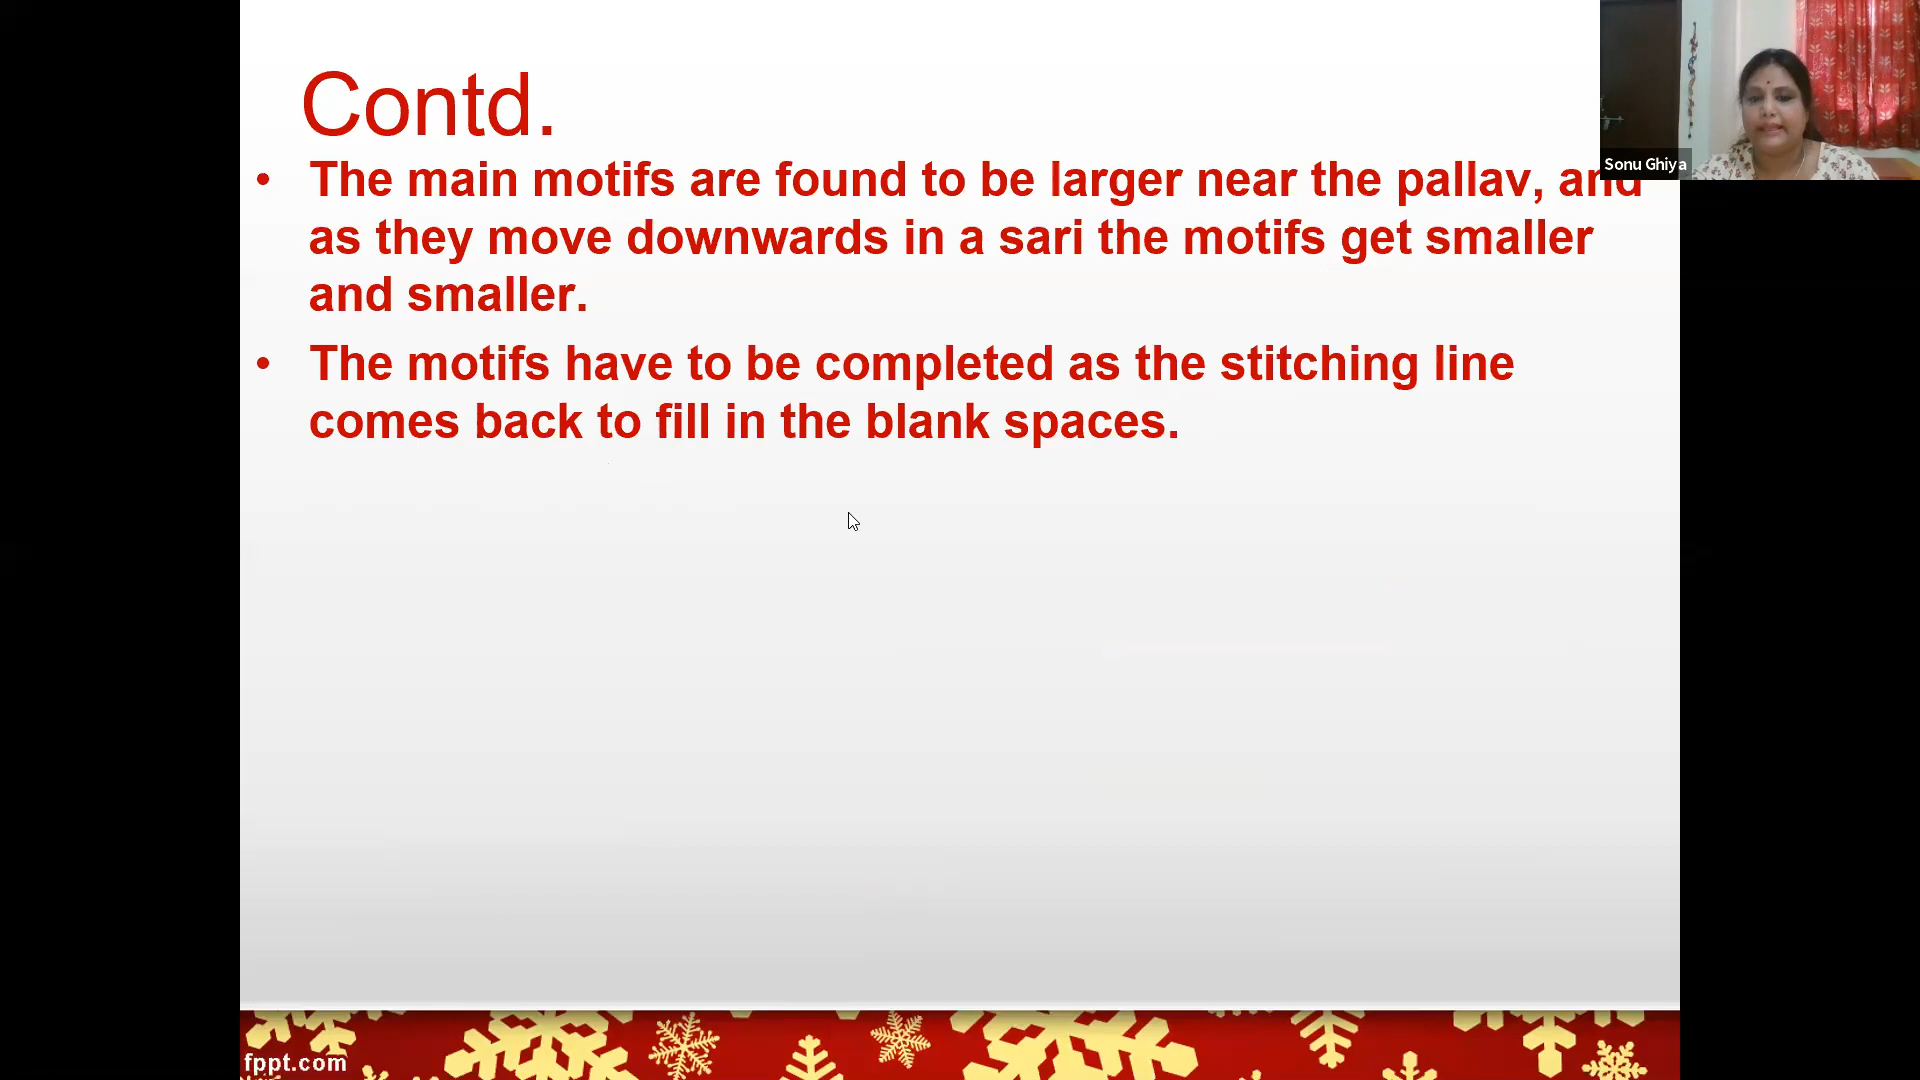 Contd.
• The main motifs are found to be larger near the pallav, and
as they move downwards in a sari the motifs get smaller
and smaller.
• The motifs have to be completed as the stitching line
comes back to fill in the blank spaces.
Sonu Ghiya
fppt.com